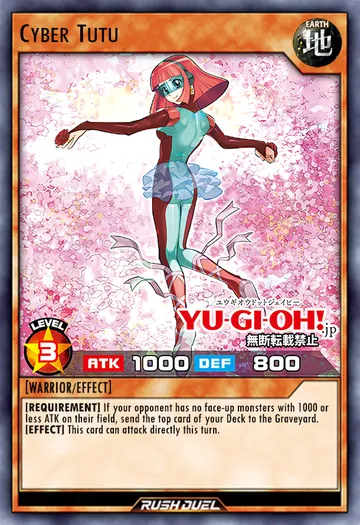 CYBER TUTU
EARTH
地
ユウギオウドットジェイピー
YU-GI-OH!.jp
無断転載禁止
LEVEL
3
ATK 1000 DEF 800
[WARRIOR/EFFECT]
[REQUIREMENT] If your opponent has no face-up monsters with 1000 or
less ATK on their field, send the top card of your Deck to the Graveyard.
[EFFECT] This card can attack directly this turn.
RUSH DUEL